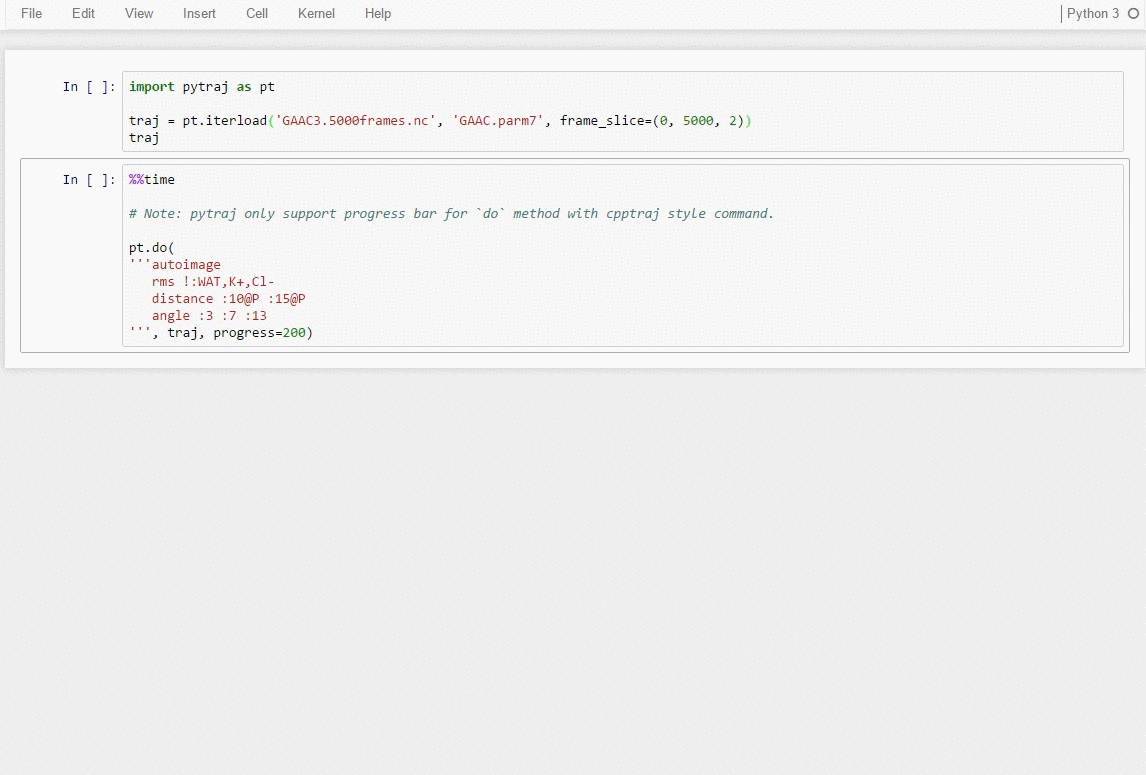 File Edit View Insert Cell Kernel Help Python 3
In [ ]: import pytraj as pt
traj = pt.iterload('GAAC3.5000frames.nc', 'GAAC.parm7', frame_slice=(0, 5000, 2))
traj
In [ ]: %%time
# Note: pytraj only support progress bar for `do` method with cpptraj style command.
pt.do(
'''autoimage
rms !:WAT,K+,Cl-
distance :10@P :15@P
angle :3 :7 :13
''', traj, progress=200)